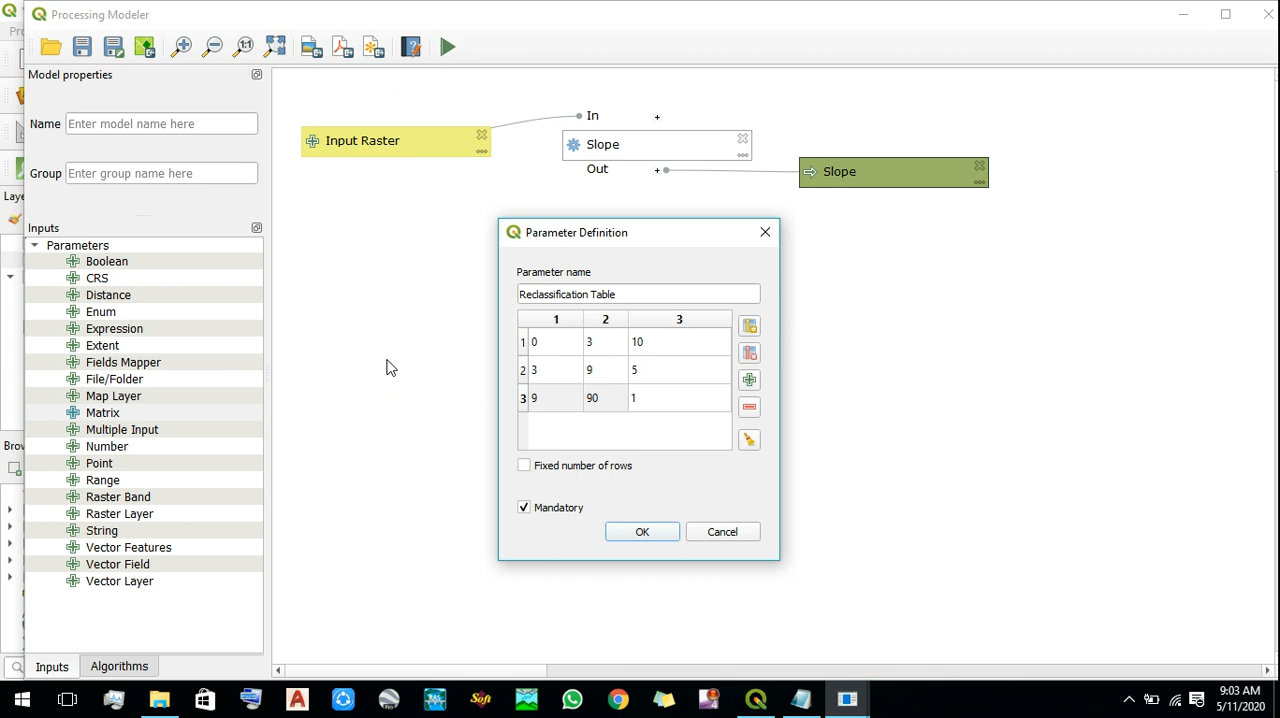 Processing Modeler
Model properties
Name Enter model name here
Group Enter group name here
Inputs
Parameters
Boolean
CRS
Distance
Enum
Expression
Extent
Fields Mapper
File/Folder
Map Layer
Matrix
Multiple Input
Number
Point
Range
Raster Band
Raster Layer
String
Vector Features
Vector Field
Vector Layer
Inputs Algorithms
Input Raster
In +
Slope
Out +
Slope
Parameter Definition
Parameter name
Reclassification Table
1 2 3
1 0 3 10
2 3 9 5
3 9 90 1
Fixed number of rows
Mandatory
OK Cancel
Pr
Laye
Brow
9:03 AM
5/11/2020